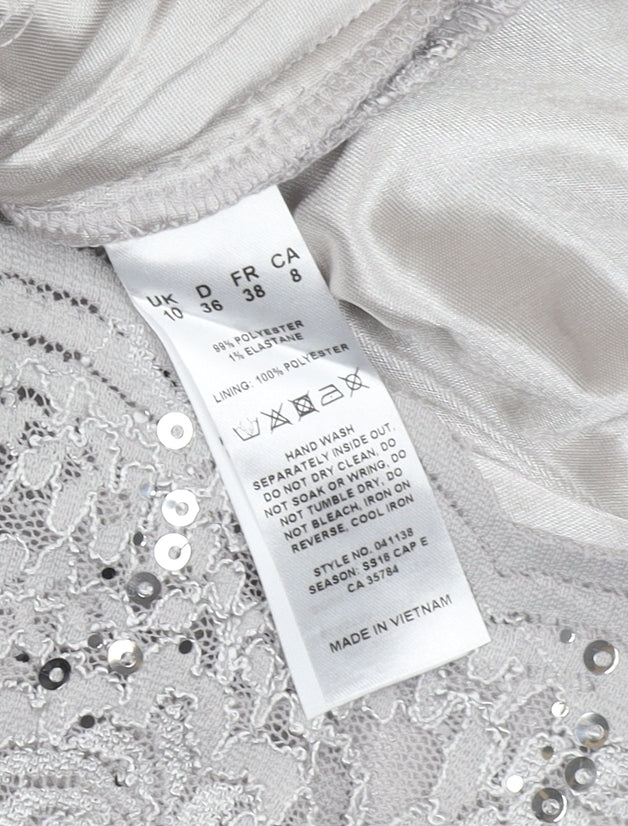 UK D FR CA
10 36 38 8
99% POLYESTER
1% ELASTANE
LINING: 100% POLYESTER
HAND WASH
SEPARATELY INSIDE OUT.
DO NOT DRY CLEAN, DO
NOT SOAK OR WRING, DO
NOT TUMBLE DRY, DO
NOT BLEACH, IRON ON
REVERSE, COOL IRON
STYLE NO. 041138
SEASON: SS16 CAP E
CA 35784
MADE IN VIETNAM